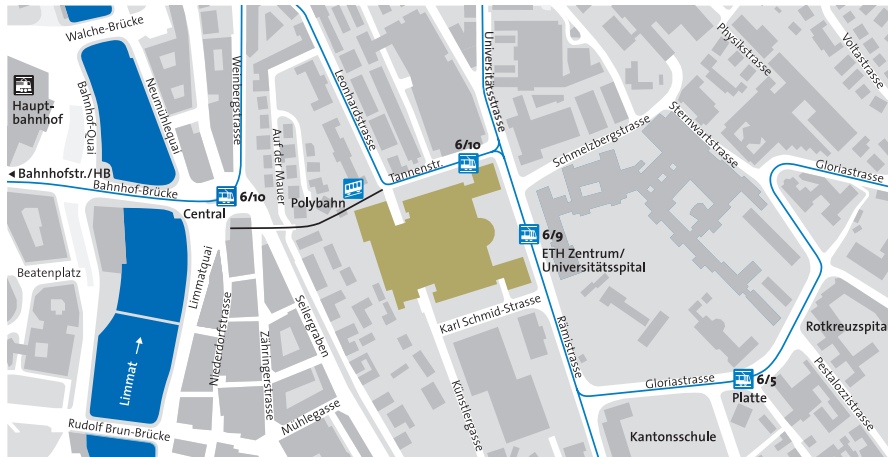 Walche-Brücke
Haupt-
bahnhof
Bahnhof-Quai
Neumühlequai
Weinbergstrasse
Leonhardstrasse
Auf der Mauer
Universitätsstrasse
Physikstrasse
Voltastrasse
Sternwartstrasse
Schmelzbergstrasse
Gloriastrasse
6/10
Tannenstr.
◄ Bahnhofstr./HB
Bahnhof-Brücke
6/10
Central
Polybahn
6/9
ETH Zentrum/
Universitätsspital
Beatenplatz
Limmatquai
Niederdorfstrasse
Zähringerstrasse
Seilergraben
Karl Schmid-Strasse
Rämistrasse
Rotkreuzspita
Limmat →
Künstlergasse
Gloriastrasse
6/5
Platte
Pestalozzistrasse
Mühlegasse
Rudolf Brun-Brücke
Kantonsschule